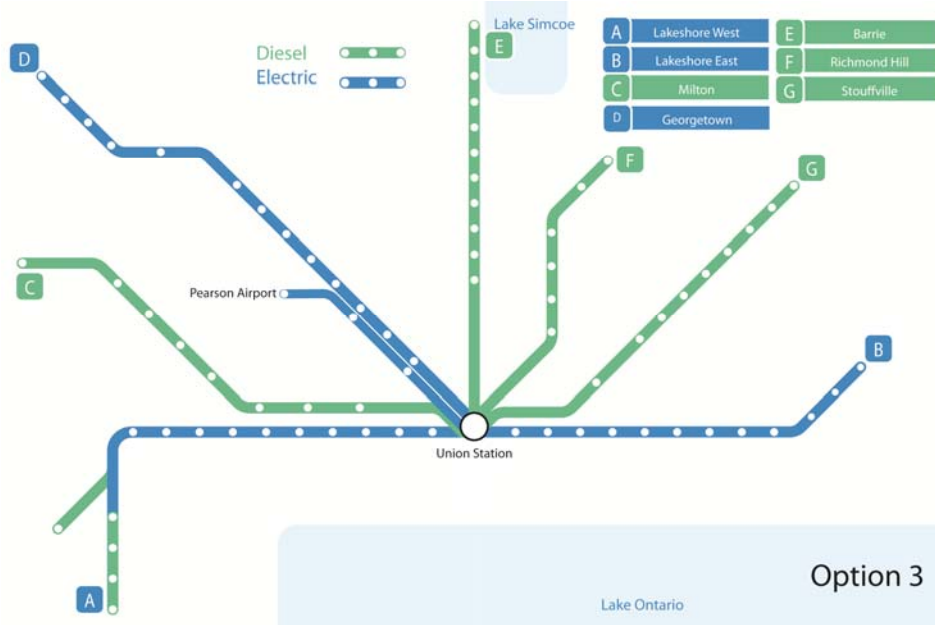 Lake Simcoe
D
Diesel
Electric
E
A Lakeshore West
B Lakeshore East
C Milton
D Georgetown
E Barrie
F Richmond Hill
G Stouffville
F
G
C
Pearson Airport
B
Union Station
A
Option 3
Lake Ontario